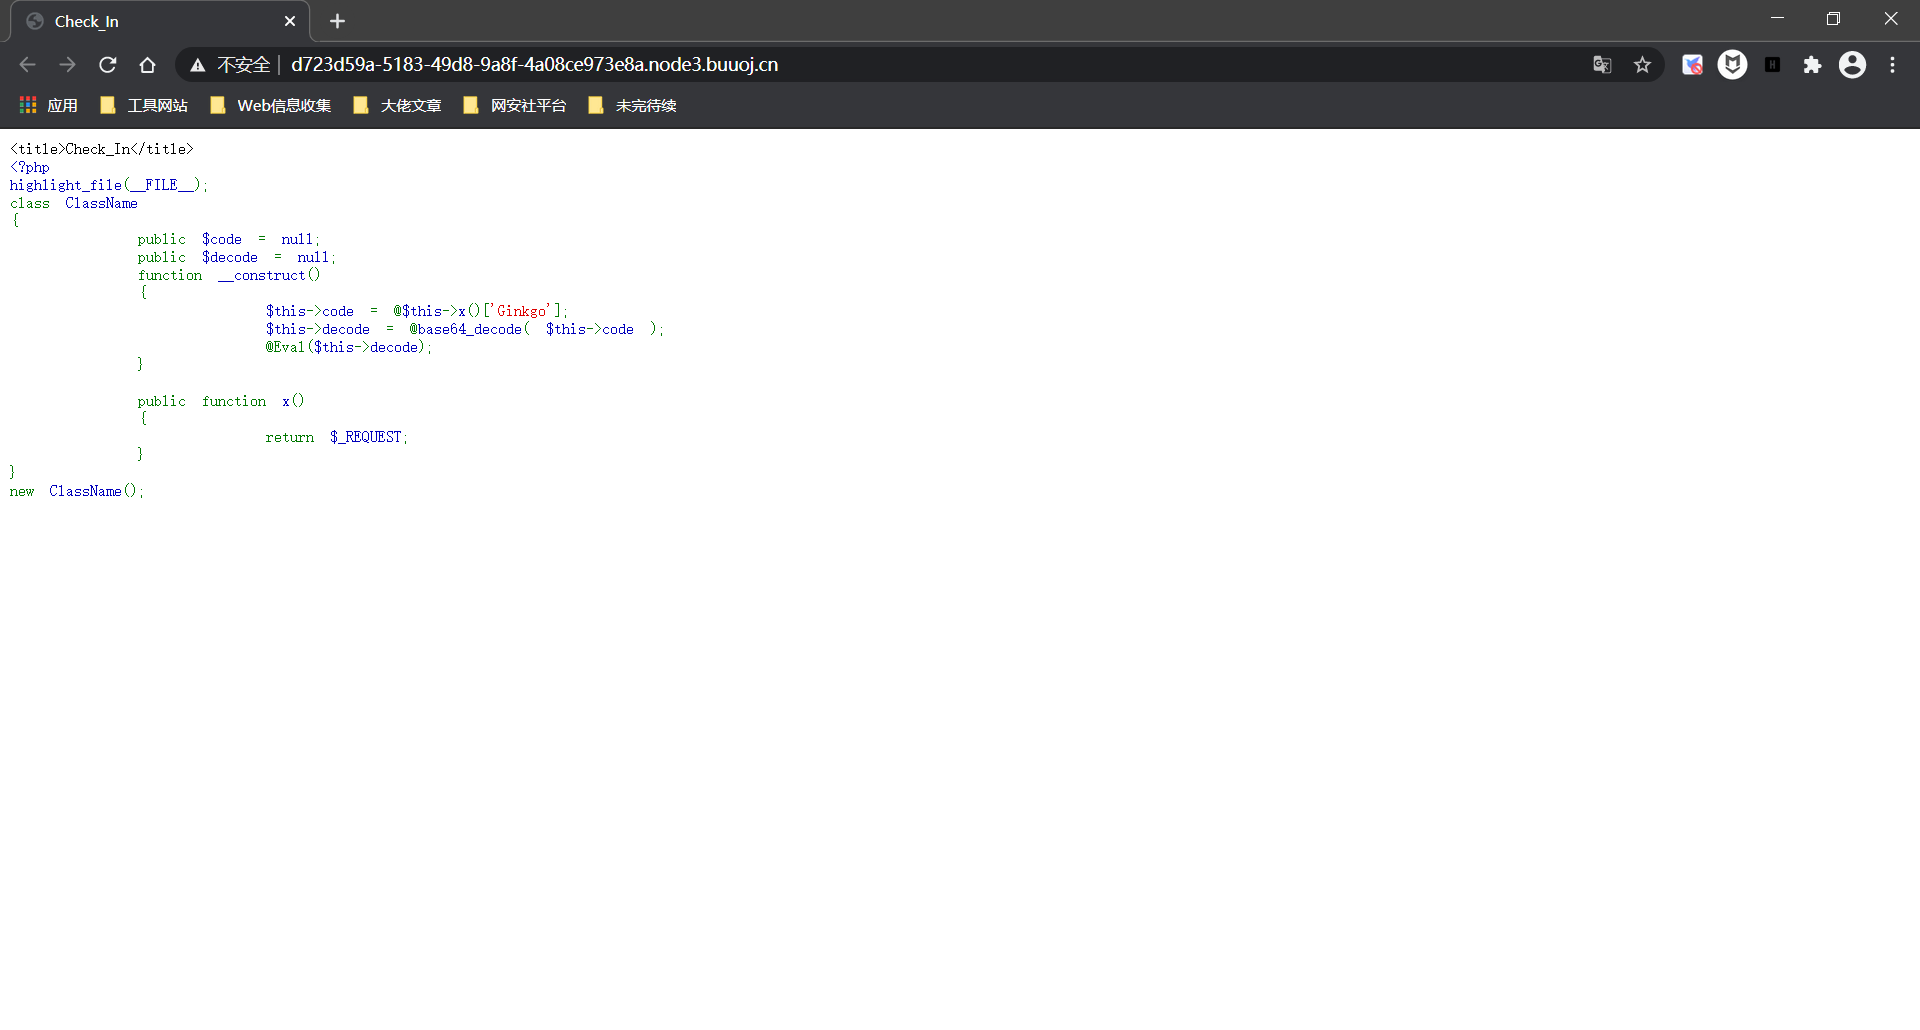 Check_In
不安全 d723d59a-5183-49d8-9a8f-4a08ce973e8a.node3.buuoj.cn
应用 工具网站 Web信息收集 大佬文章 网安社平台 未完待续
<title>Check_In</title>
<?php
highlight_file(__FILE__);
class ClassName
{
public $code = null;
public $decode = null;
function __construct()
{
$this->code = @$this->x()['Ginkgo'];
$this->decode = @base64_decode( $this->code );
@Eval($this->decode);
}
public function x()
{
return $_REQUEST;
}
}
new ClassName();